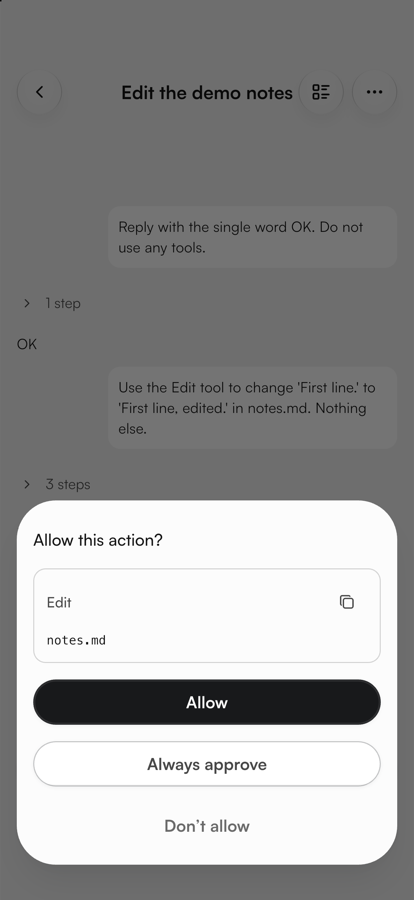 Edit the demo notes
Reply with the single word OK. Do not
use any tools.
1 step
OK
Use the Edit tool to change 'First line.' to
'First line, edited.' in notes.md. Nothing
else.
3 steps
Allow this action?
Edit
notes.md
Allow
Always approve
Don’t allow